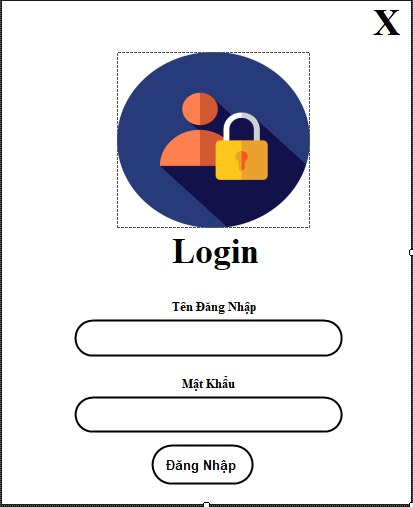 X
Login
Tên Đăng Nhập
Mật Khẩu
Đăng Nhập